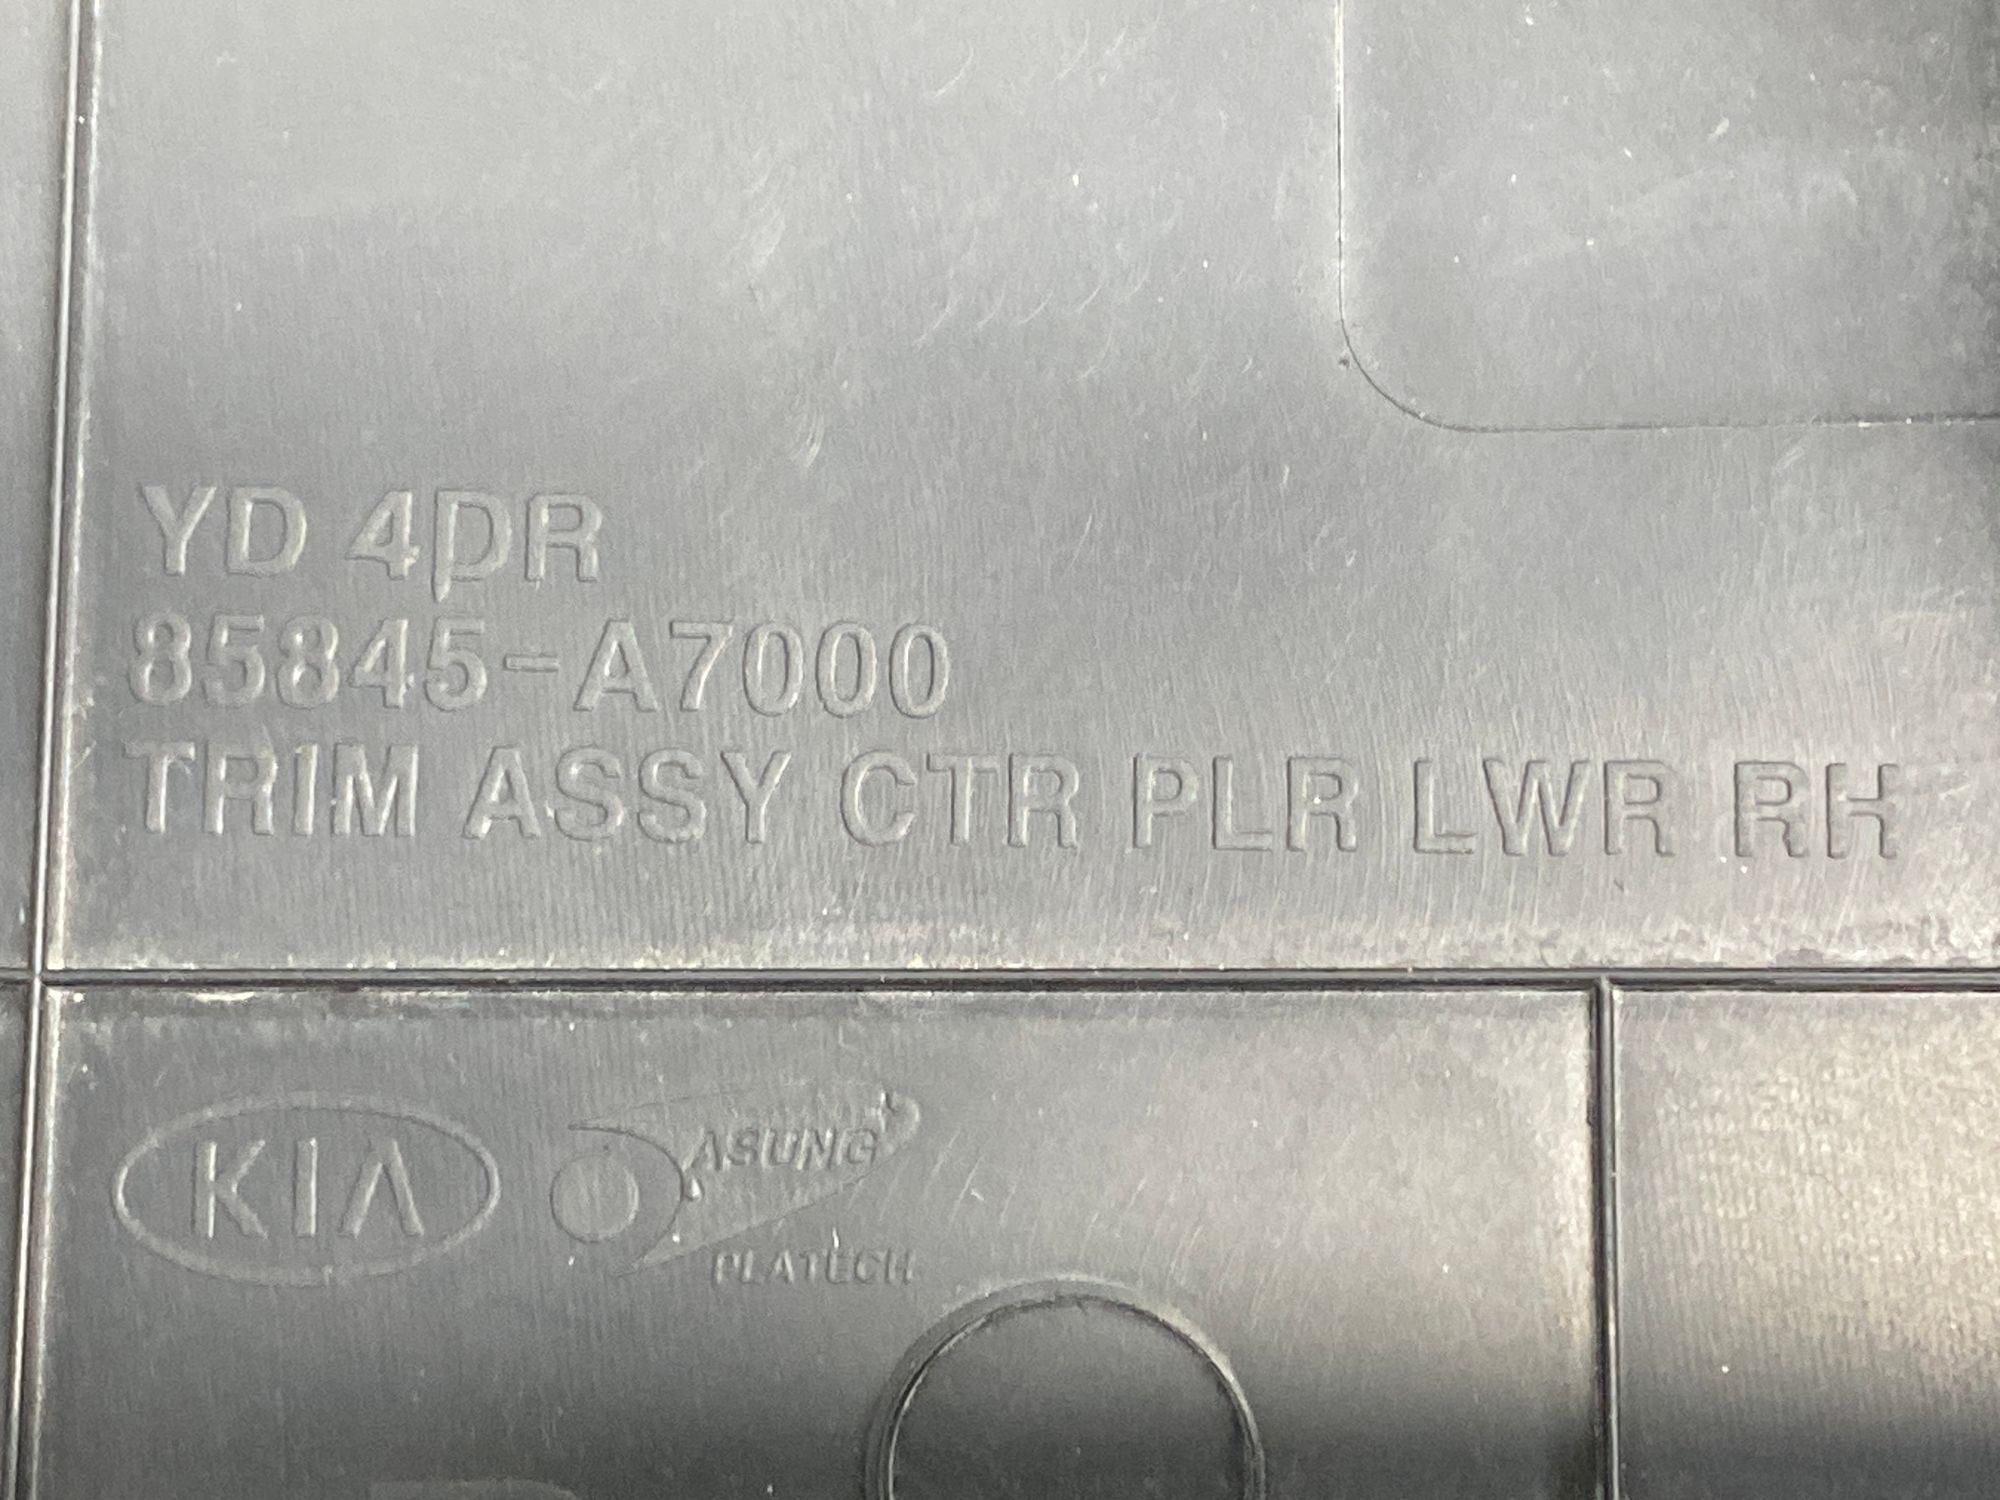 YD 4DR
85845-A7000
TRIM ASSY CTR PLR LWR RH
KIA
ASUNG
PLATECH